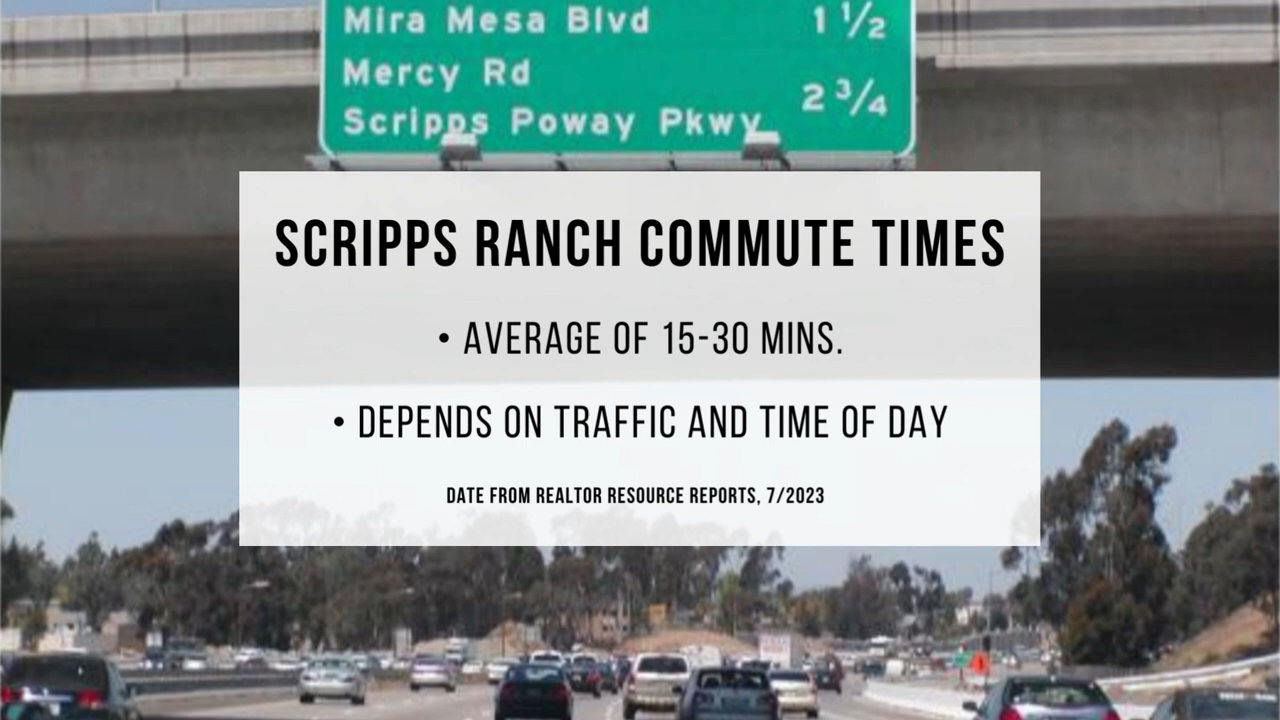 Mira Mesa Blvd 1 1/2
Mercy Rd
Scripps Poway Pkwy 2 3/4
SCRIPPS RANCH COMMUTE TIMES
• AVERAGE OF 15-30 MINS.
• DEPENDS ON TRAFFIC AND TIME OF DAY
DATE FROM REALTOR RESOURCE REPORTS, 7/2023